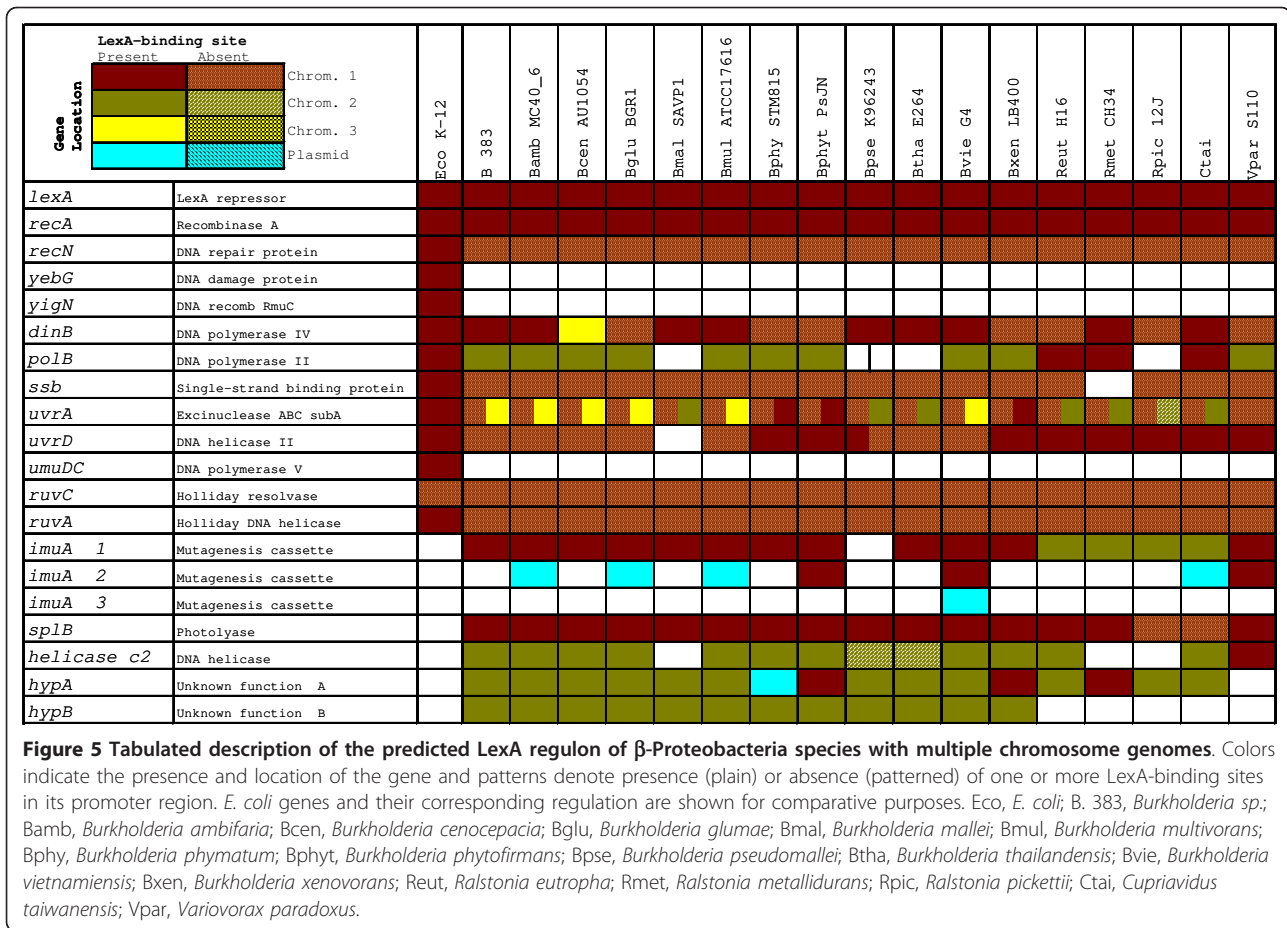 LexA-binding site
Present Absent
Gene Location
Chrom. 1
Chrom. 2
Chrom. 3
Plasmid
Eco K-12
B 383
Bamb MC40_6
Bcen AU1054
Bglu BGR1
Bmal SAVP1
Bmul ATCC17616
Bphy STM815
Bphyt PsJN
Bpse K96243
Btha E264
Bvie G4
Bxen LB400
Reut H16
Rmet CH34
Rpic 12J
Ctai
Vpar S110
lexA LexA repressor
recA Recombinase A
recN DNA repair protein
yebG DNA damage protein
yigN DNA recomb RmuC
dinB DNA polymerase IV
polB DNA polymerase II
ssb Single-strand binding protein
uvrA Excinuclease ABC subA
uvrD DNA helicase II
umuDC DNA polymerase V
ruvC Holliday resolvase
ruvA Holliday DNA helicase
imuA 1 Mutagenesis cassette
imuA 2 Mutagenesis cassette
imuA 3 Mutagenesis cassette
splB Photolyase
helicase c2 DNA helicase
hypA Unknown function A
hypB Unknown function B
Figure 5 Tabulated description of the predicted LexA regulon of β-Proteobacteria species with multiple chromosome genomes. Colors
indicate the presence and location of the gene and patterns denote presence (plain) or absence (patterned) of one or more LexA-binding sites
in its promoter region. E. coli genes and their corresponding regulation are shown for comparative purposes. Eco, E. coli; B. 383, Burkholderia sp.;
Bamb, Burkholderia ambifaria; Bcen, Burkholderia cenocepacia; Bglu, Burkholderia glumae; Bmal, Burkholderia mallei; Bmul, Burkholderia multivorans;
Bphy, Burkholderia phymatum; Bphyt, Burkholderia phytofirmans; Bpse, Burkholderia pseudomallei; Btha, Burkholderia thailandensis; Bvie, Burkholderia
vietnamiensis; Bxen, Burkholderia xenovorans; Reut, Ralstonia eutropha; Rmet, Ralstonia metallidurans; Rpic, Ralstonia pickettii; Ctai, Cupriavidus
taiwanensis; Vpar, Variovorax paradoxus.